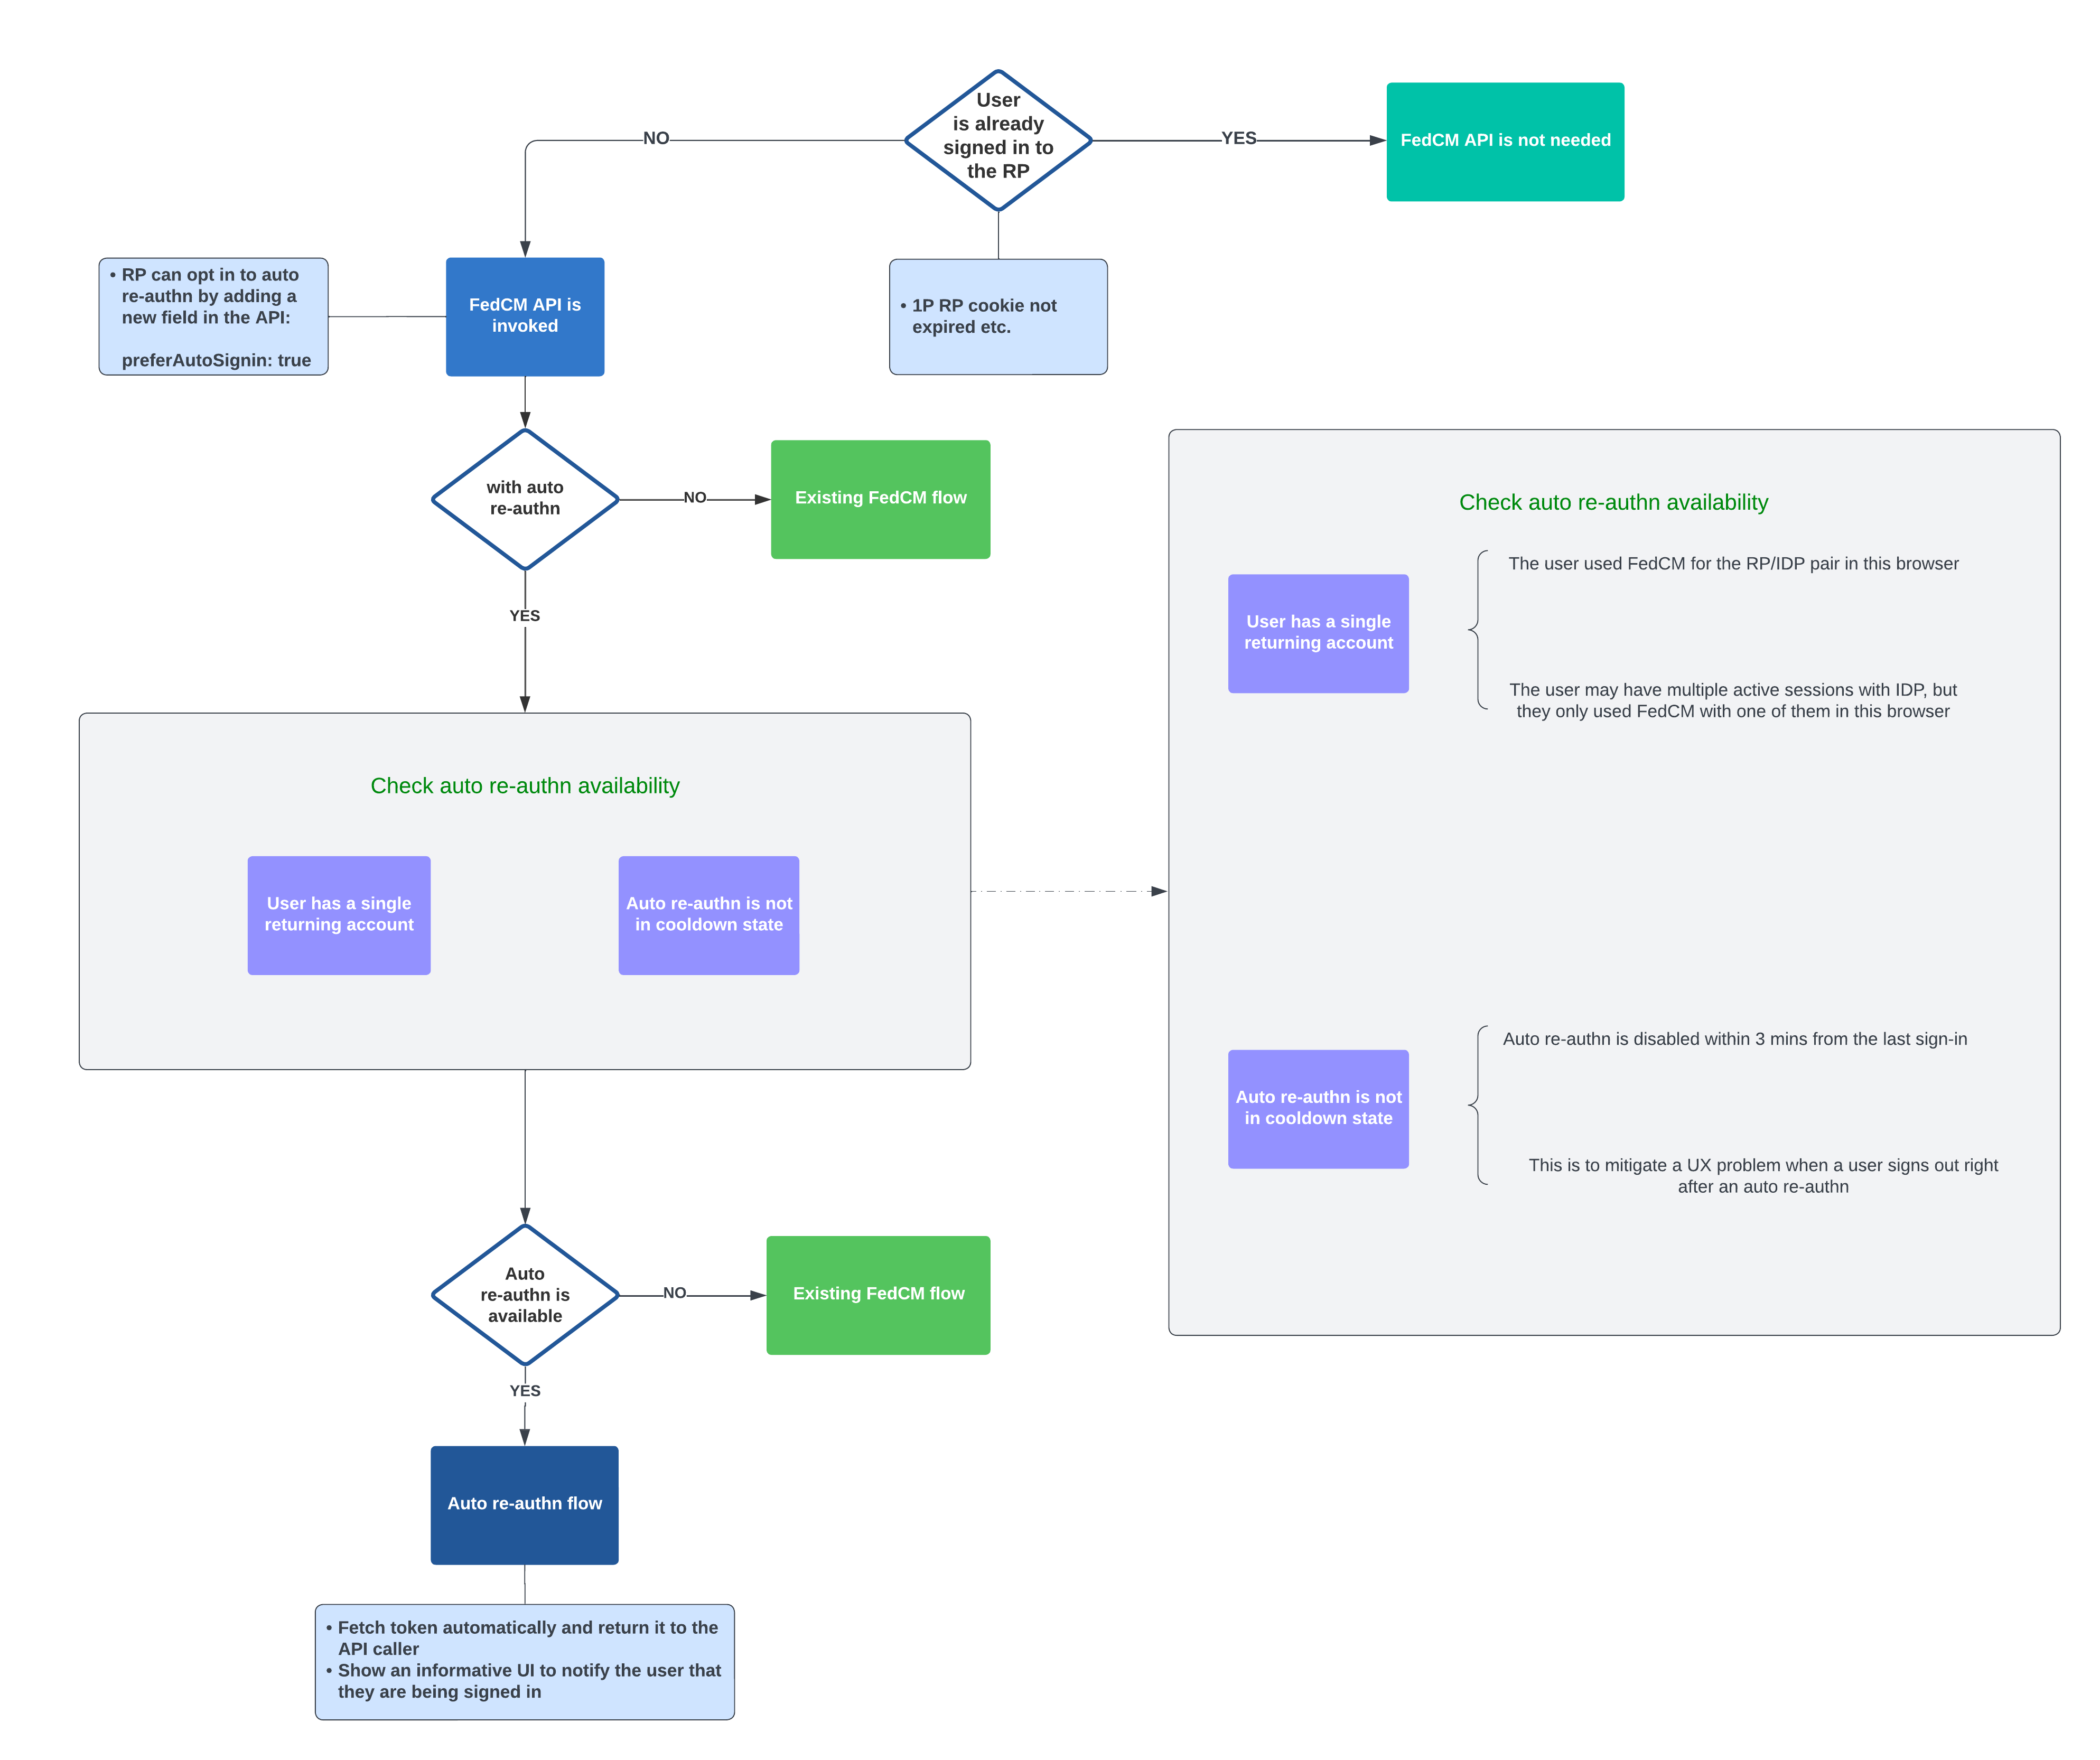 User
is already
signed in to
the RP
NO
YES
FedCM API is not needed
• RP can opt in to auto
re-authn by adding a
new field in the API:
preferAutoSignin: true
FedCM API is
invoked
• 1P RP cookie not
expired etc.
with auto
re-authn
NO
Existing FedCM flow
YES
Check auto re-authn availability
User has a single
returning account
Auto re-authn is not
in cooldown state
Check auto re-authn availability
User has a single
returning account
The user used FedCM for the RP/IDP pair in this browser
The user may have multiple active sessions with IDP, but
they only used FedCM with one of them in this browser
Auto re-authn is not
in cooldown state
Auto re-authn is disabled within 3 mins from the last sign-in
This is to mitigate a UX problem when a user signs out right
after an auto re-authn
Auto
re-authn is
available
NO
Existing FedCM flow
YES
Auto re-authn flow
• Fetch token automatically and return it to the
API caller
• Show an informative UI to notify the user that
they are being signed in